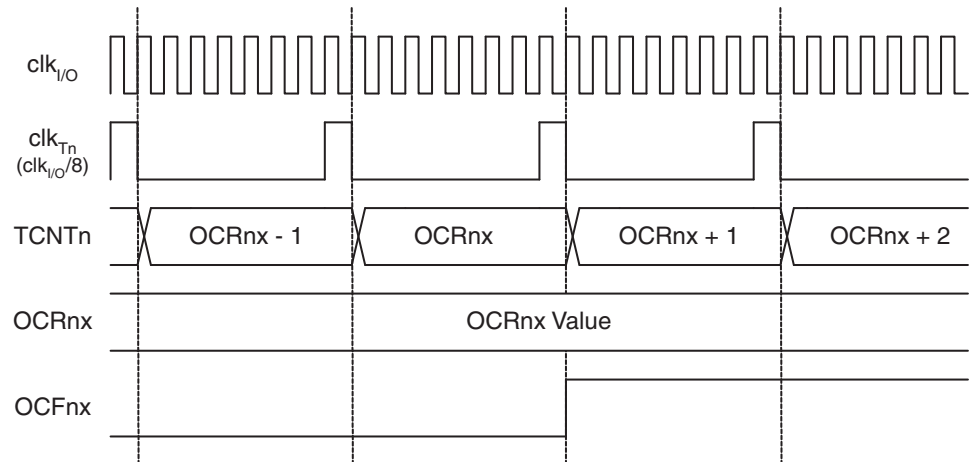 clkI/O
clkTn
(clkI/O/8)
TCNTn
OCRnx - 1
OCRnx
OCRnx + 1
OCRnx + 2
OCRnx
OCRnx Value
OCFnx